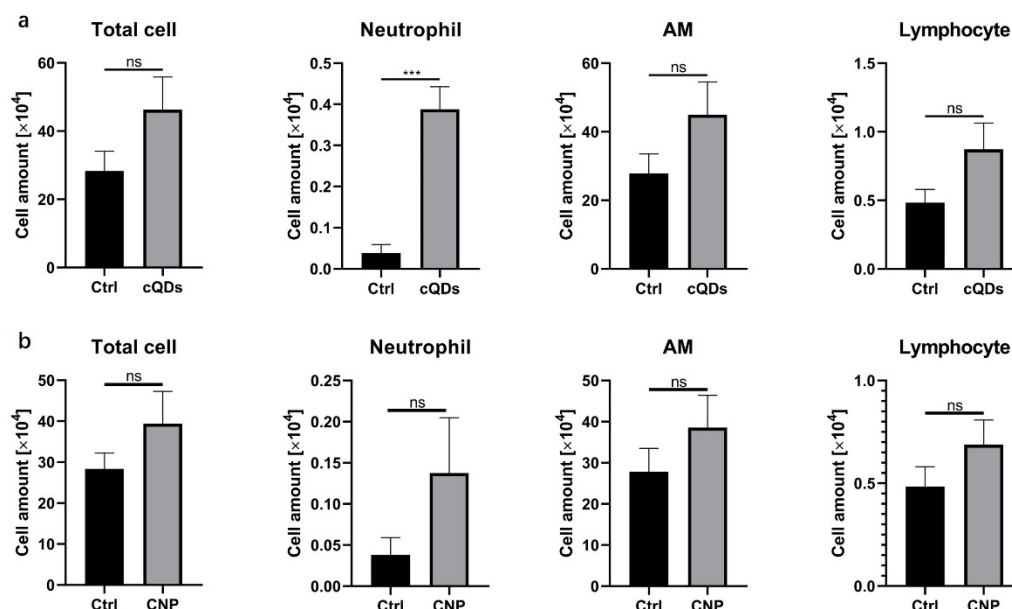 a
Total cell
Neutrophil
AM
Lymphocyte
Cell amount [×10⁴]
60
40
20
0
ns
Ctrl cQDs
Cell amount [×10⁴]
0.5
0.4
0.3
0.2
0.1
0.0
***
Ctrl cQDs
Cell amount [×10⁴]
60
40
20
0
ns
Ctrl cQDs
Cell amount [×10⁴]
1.5
1.0
0.5
0.0
ns
Ctrl cQDs
b
Total cell
Neutrophil
AM
Lymphocyte
Cell amount [×10⁴]
50
40
30
20
10
0
ns
Ctrl CNP
Cell amount [×10⁴]
0.25
0.20
0.15
0.10
0.05
0.00
ns
Ctrl CNP
Cell amount [×10⁴]
50
40
30
20
10
0
ns
Ctrl CNP
Cell amount [×10⁴]
1.0
0.5
0.0
ns
Ctrl CNP